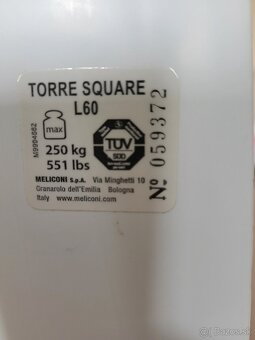 TORRE SQUARE
L60
max
250 kg
551 lbs
TÜV
SÜD
MELICONI S.p.A. Via Minghetti 10
Granarolo dell'Emilia Bologna
Italy www.meliconi.com
Nº 059372